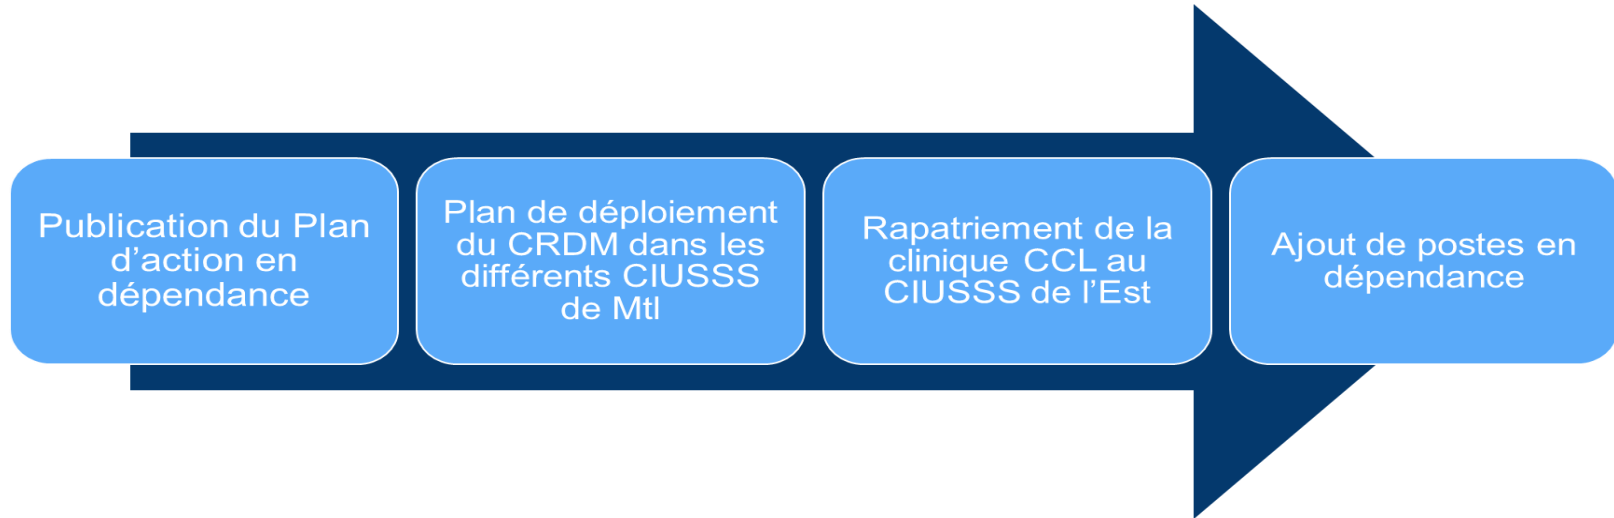 Publication du Plan
d’action en
dépendance
Plan de déploiement
du CRDM dans les
différents CIUSSS
de Mtl
Rapatriement de la
clinique CCL au
CIUSSS de l’Est
Ajout de postes en
dépendance